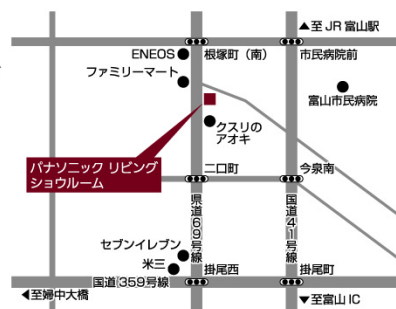 ▲至 JR 富山駅
ENEOS
根塚町（南）
市民病院前
ファミリーマート
富山市民病院
クスリの
アオキ
パナソニック リビング
ショウルーム
二口町
今泉南
県道69号線
国道41号線
セブンイレブン
米三
掛尾西
掛尾町
国道 359号線
◀至婦中大橋
▼至富山 IC